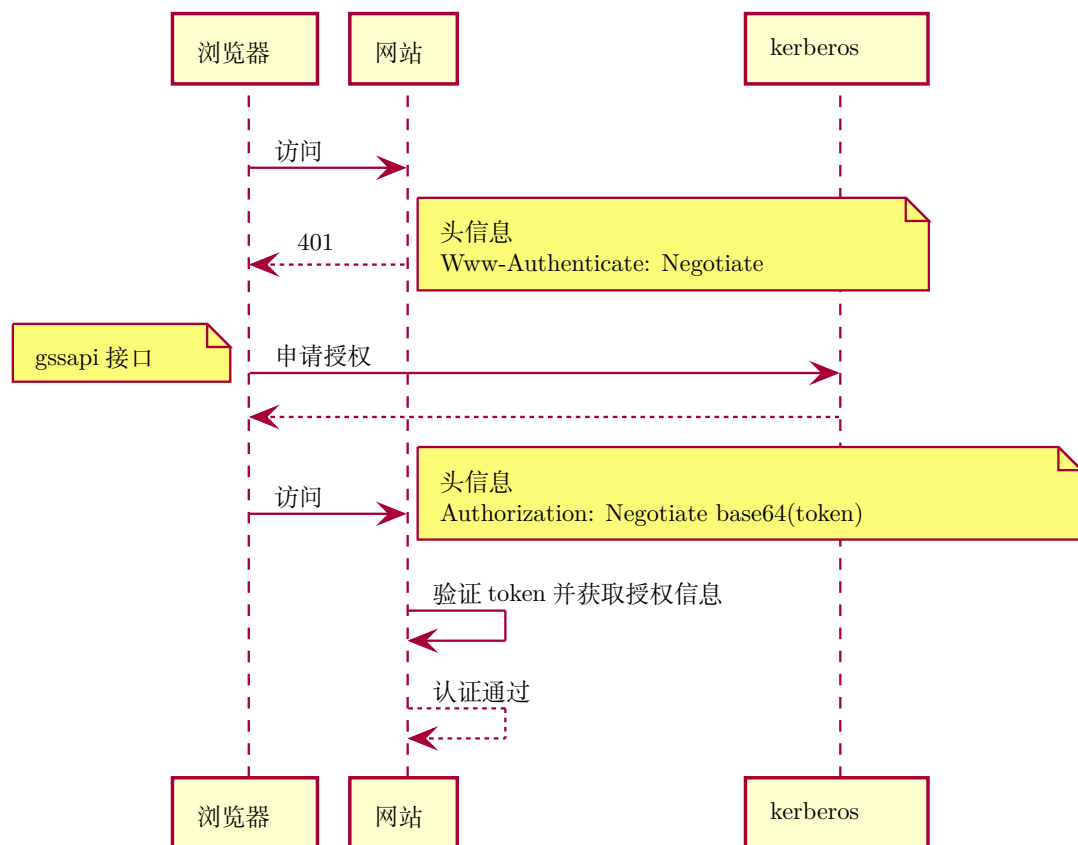 浏览器
网站
kerberos
访问
头信息
401
Www-Authenticate: Negotiate
gssapi 接口
申请授权
头信息
访问
Authorization: Negotiate base64(token)
验证 token 并获取授权信息
认证通过
浏览器
网站
kerberos